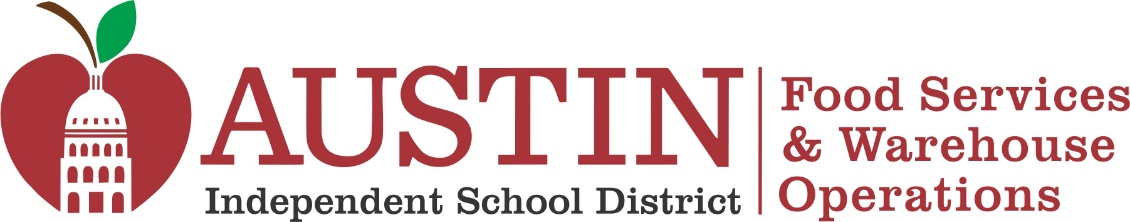 AUSTIN
Independent School District
Food Services
& Warehouse
Operations